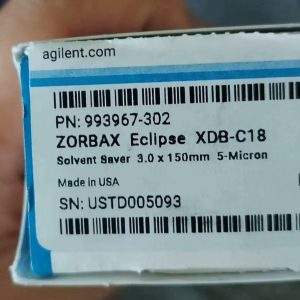 agilent.com
PN: 993967-302
ZORBAX Eclipse XDB-C18
Solvent Saver 3.0 x 150mm 5-Micron
Made in USA
SN: USTD005093